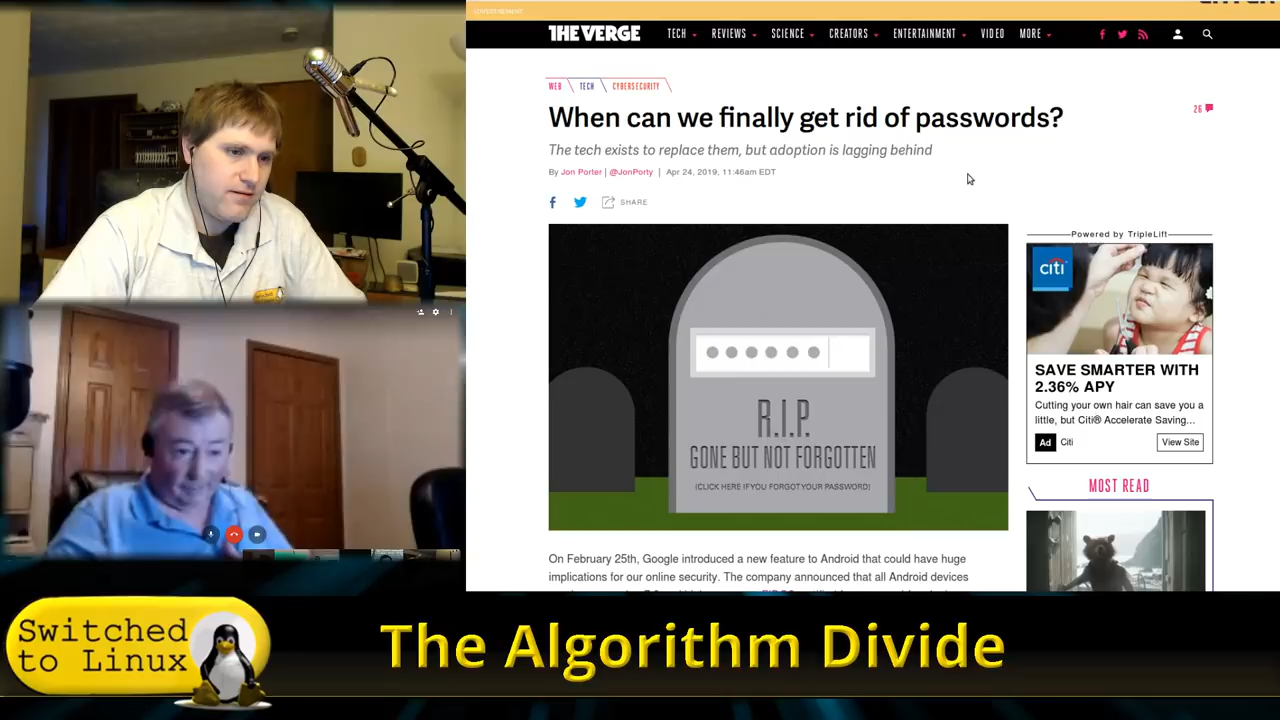 ADVERTISEMENT
THE VERGE
TECH REVIEWS SCIENCE CREATORS ENTERTAINMENT VIDEO MORE
WEB TECH CYBERSECURITY
When can we finally get rid of passwords?
26
The tech exists to replace them, but adoption is lagging behind
By Jon Porter | @JonPorty | Apr 24, 2019, 11:46am EDT
SHARE
R.I.P.
GONE BUT NOT FORGOTTEN
(CLICK HERE IF YOU FORGOT YOUR PASSWORD)
Powered by TripleLift
citi
SAVE SMARTER WITH
2.36% APY
Cutting your own hair can save you a
little, but Citi® Accelerate Saving...
Ad Citi View Site
MOST READ
On February 25th, Google introduced a new feature to Android that could have huge
implications for our online security. The company announced that all Android devices
Switched
to Linux
The Algorithm Divide